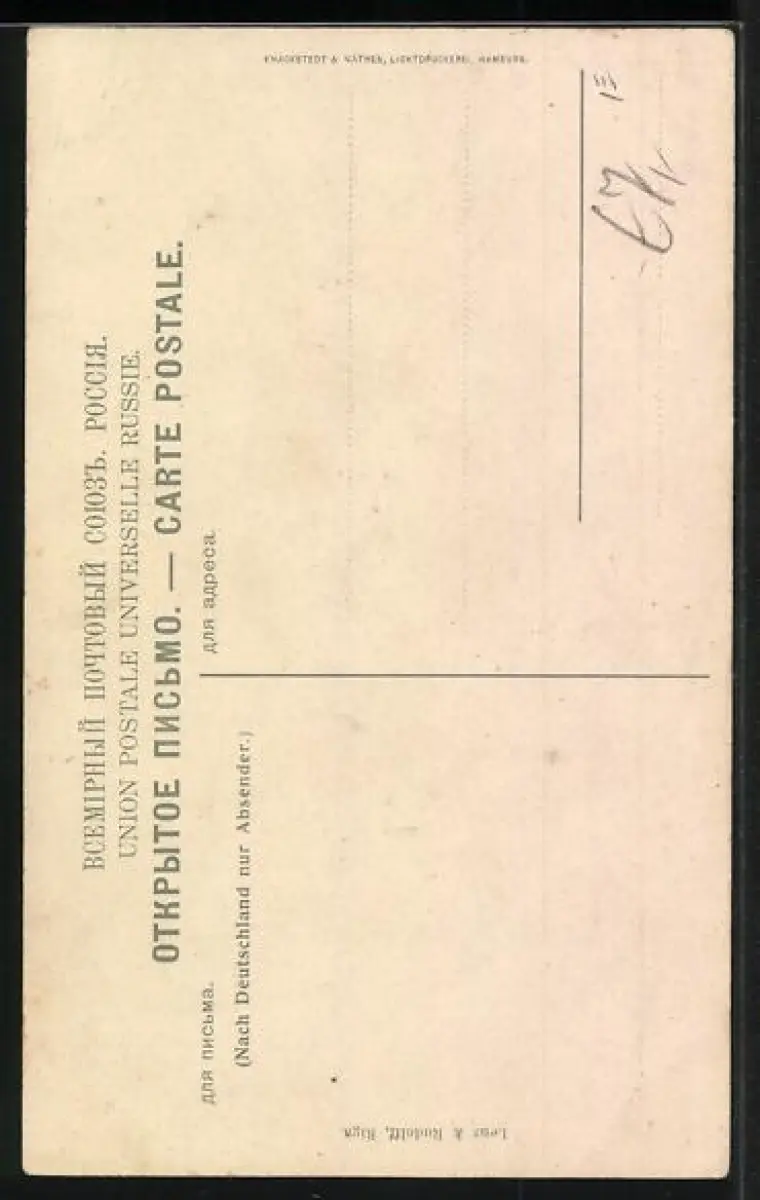 ВСЕМІРНЫЙ ПОЧТОВЫЙ СОЮЗЪ. РОССІЯ.
UNION POSTALE UNIVERSELLE RUSSIE.
ОТКРЫТОЕ ПИСЬМО. — CARTE POSTALE.
для письма.
для адреса.
(Nach Deutschland nur Absender.)
KNACKSTEDT & NÄTHER, LICHTDRUCKEREI, HAMBURG.
& Rudolff, Riga